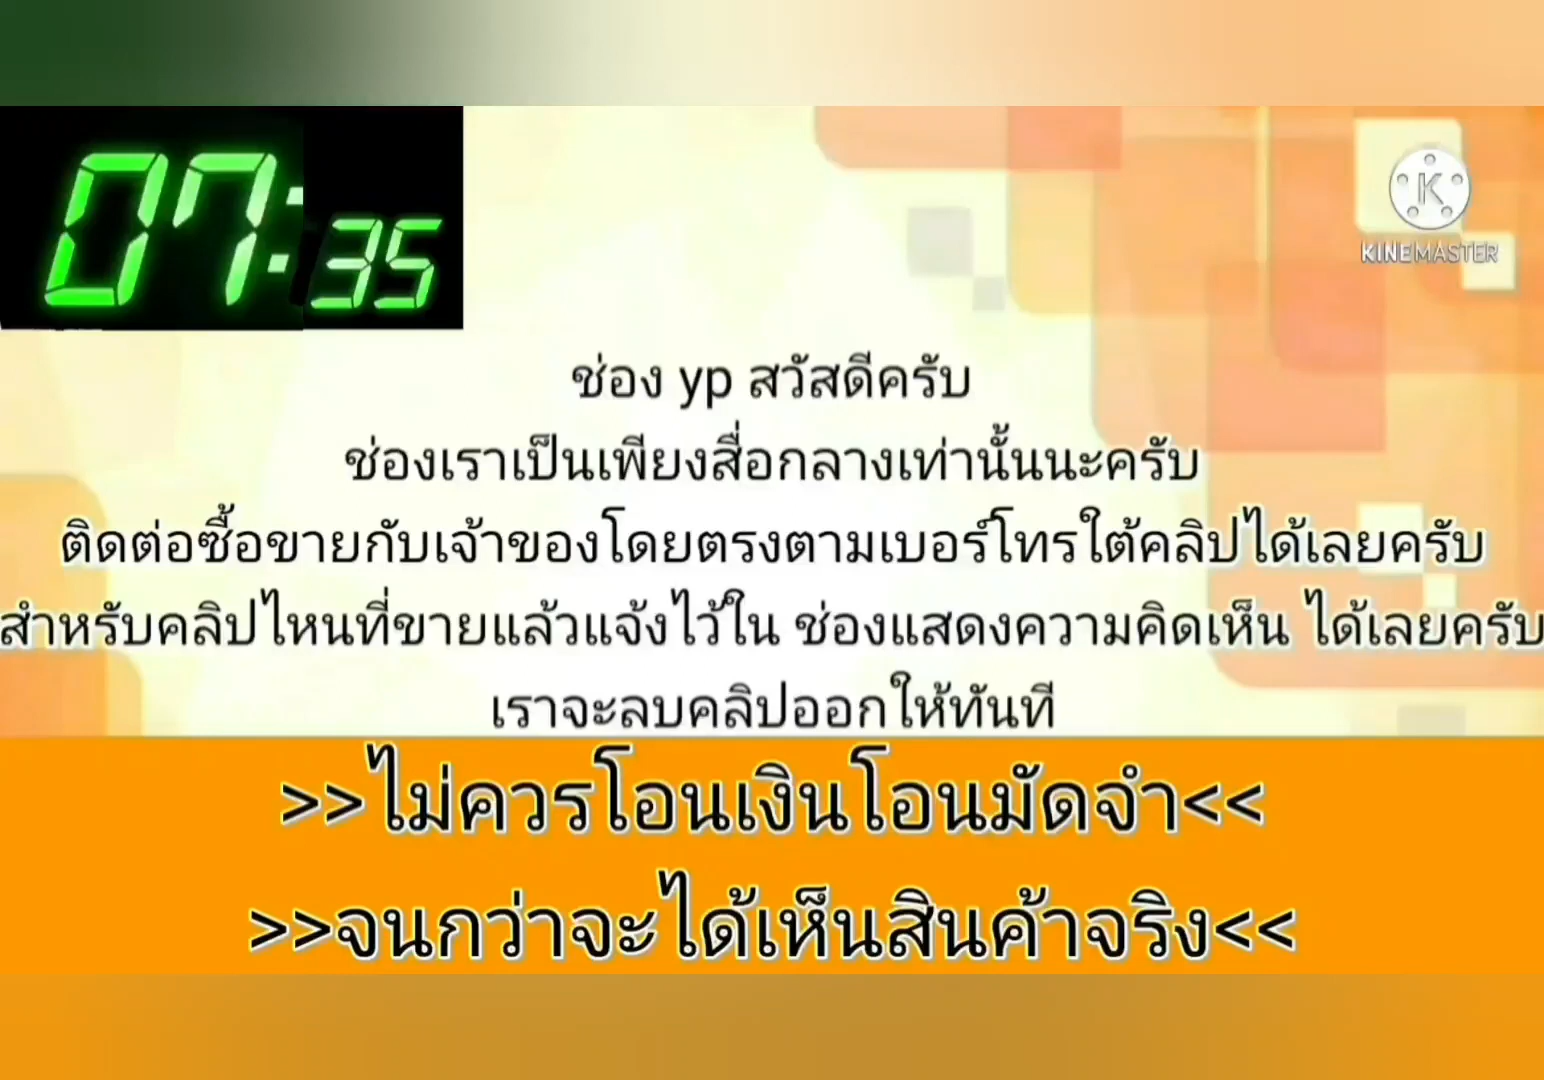 07:35
KINEMASTER
ช่อง yp สวัสดีครับ
ช่องเราเป็นเพียงสื่อกลางเท่านั้นนะครับ
ติดต่อซื้อขายกับเจ้าของโดยตรงตามเบอร์โทรใต้คลิปได้เลยครับ
สำหรับคลิปไหนที่ขายแล้วแจ้งไว้ใน ช่องแสดงความคิดเห็น ได้เลยครับ
เราจะลบคลิปออกให้ทันที
>>ไม่ควรโอนเงินโอนมัดจำ<<
>>จนกว่าจะได้เห็นสินค้าจริง<<